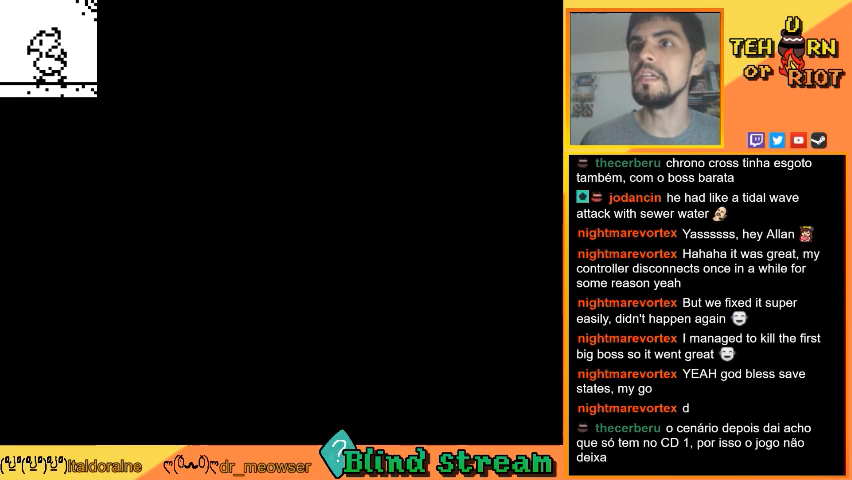 TEH URN
or RIOT
thecerberu chrono cross tinha esgoto
também, com o boss barata
jodancin he had like a tidal wave
attack with sewer water
nightmarevortex Yassssss, hey Allan
nightmarevortex Hahaha it was great, my
controller disconnects once in a while for
some reason yeah
nightmarevortex But we fixed it super
easily, didn't happen again
nightmarevortex I managed to kill the first
big boss so it went great
nightmarevortex YEAH god bless save
states, my go
nightmarevortex d
thecerberu o cenário depois dai acho
que só tem no CD 1, por isso o jogo não
deixa
dr_meowser
? Blind stream